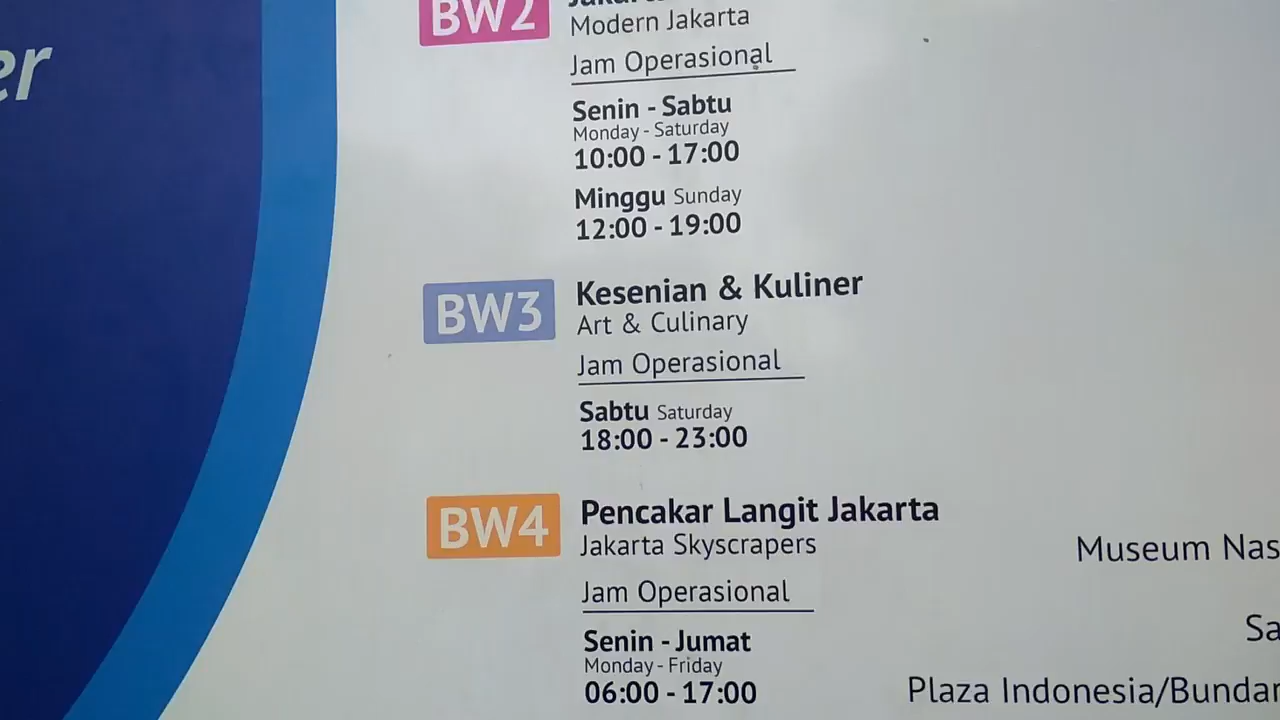 er
BW2
Modern Jakarta
Jam Operasional
Senin - Sabtu
Monday - Saturday
10:00 - 17:00
Minggu Sunday
12:00 - 19:00
BW3
Kesenian & Kuliner
Art & Culinary
Jam Operasional
Sabtu Saturday
18:00 - 23:00
BW4
Pencakar Langit Jakarta
Jakarta Skyscrapers
Jam Operasional
Senin - Jumat
Monday - Friday
06:00 - 17:00
Museum Nas
Sa
Plaza Indonesia/Bundar